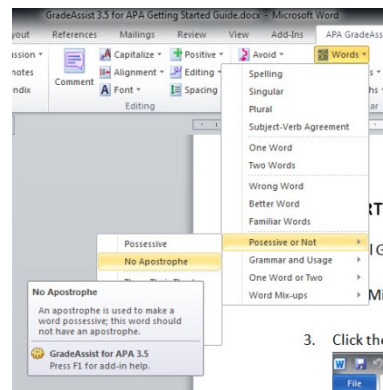 GradeAssist 3.5 for APA Getting Started Guide.docx - Microsoft Word
yout References Mailings Review View Add-Ins APA GradeAss
ssion Capitalize Positive Avoid Words
notes Comment Alignment Editing s
ndix Font Spacing hs
Editing ar
Spelling
Singular
Plural
Subject-Verb Agreement
One Word
Two Words
Wrong Word
Better Word
Familiar Words
Posessive or Not
Grammar and Usage
One Word or Two
Word Mix-ups
Possessive
No Apostrophe
No Apostrophe
An apostrophe is used to make a
word possessive; this word should
not have an apostrophe.
GradeAssist for APA 3.5
Press F1 for add-in help.
RT
l G
Mi
3. Click the
File